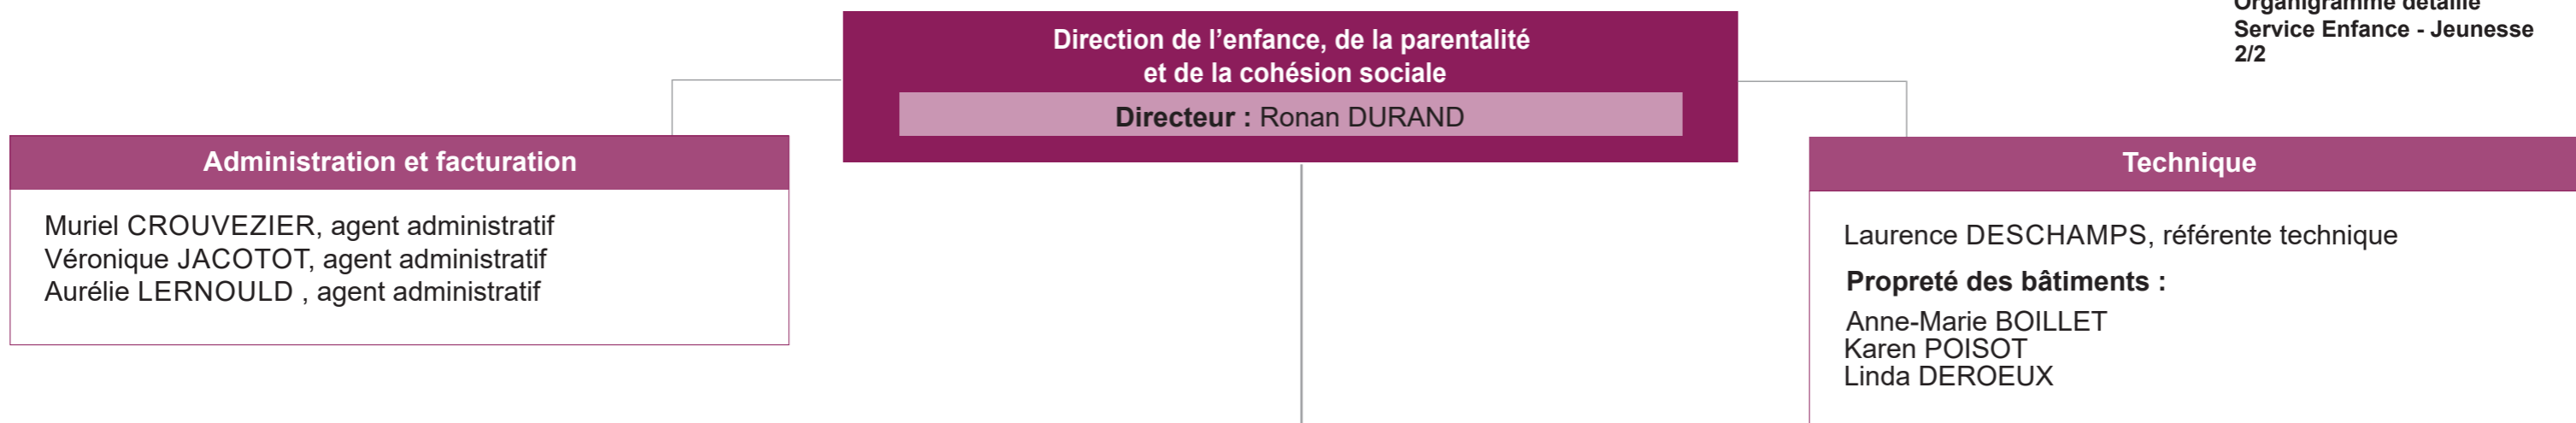 Organigramme détaillé
Service Enfance - Jeunesse
2/2
Direction de l’enfance, de la parentalité
et de la cohésion sociale
Directeur : Ronan DURAND
Administration et facturation
Muriel CROUVEZIER, agent administratif
Véronique JACOTOT, agent administratif
Aurélie LERNOULD , agent administratif
Technique
Laurence DESCHAMPS, référente technique
Propreté des bâtiments :
Anne-Marie BOILLET
Karen POISOT
Linda DEROEUX